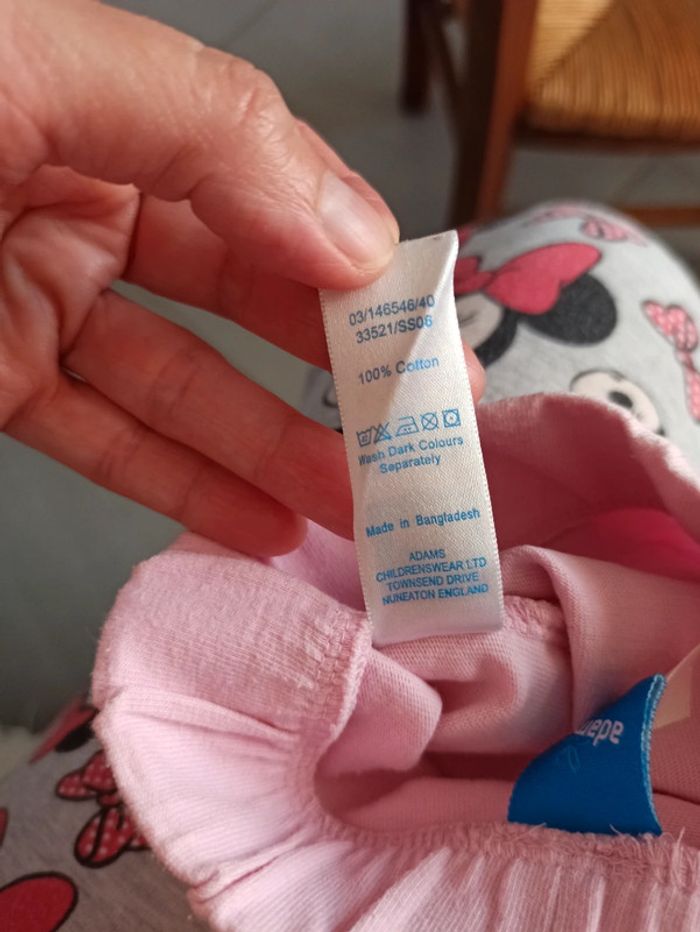 03/146546/40
33521/SS06
100% Cotton
Wash Dark Colours
Separately
Made in Bangladesh
ADAMS
CHILDRENSWEAR LTD
TOWNSEND DRIVE
NUNEATON ENGLAND
adams